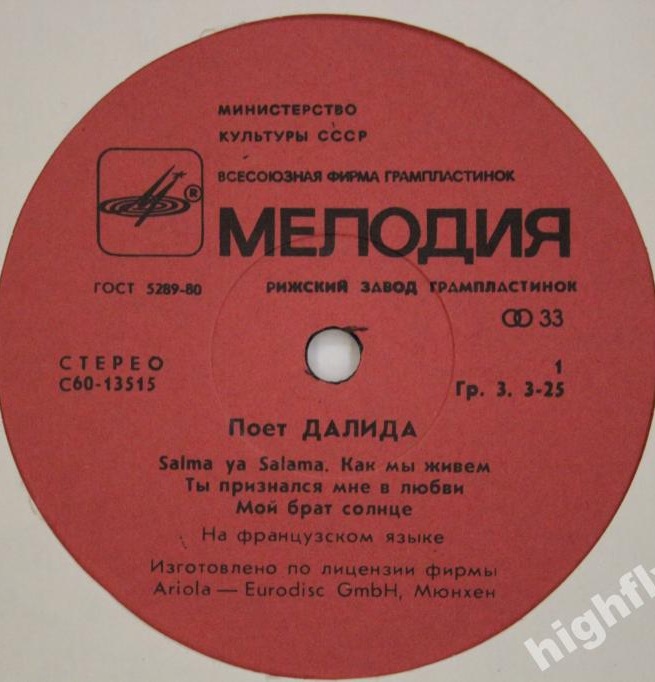 МИНИСТЕРСТВО
КУЛЬТУРЫ СССР
ВСЕСОЮЗНАЯ ФИРМА ГРАМПЛАСТИНОК
®
МЕЛОДИЯ
ГОСТ 5289-80
РИЖСКИЙ ЗАВОД ГРАМПЛАСТИНОК
33
СТЕРЕО
1
С60-13515
Гр. 3. 3-25
Поет ДАЛИДА
Salma ya Salama. Как мы живем
Ты признался мне в любви
Мой брат солнце
На французском языке
Изготовлено по лицензии фирмы
Ariola — Eurodisc GmbH, Мюнхен